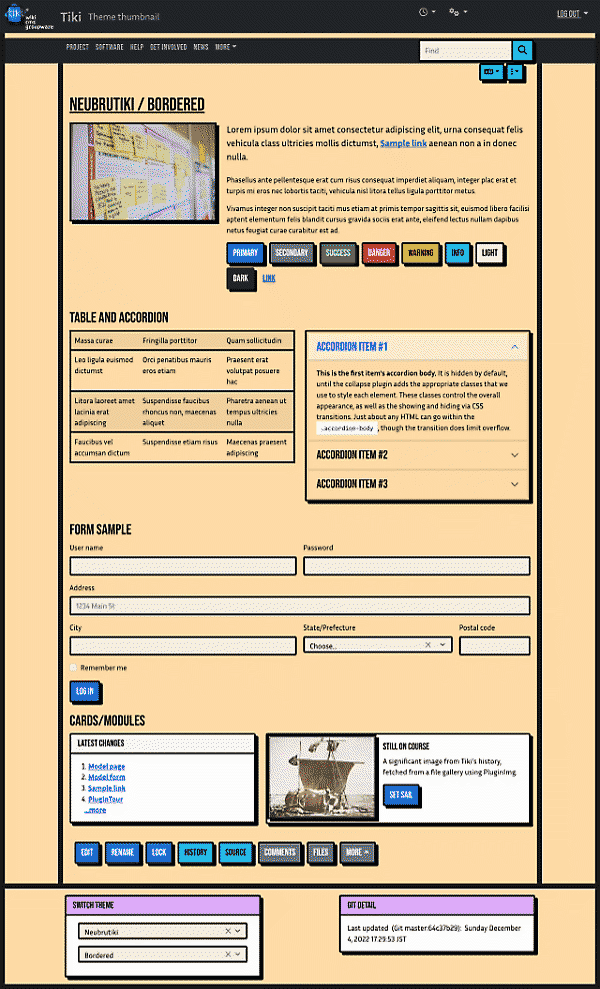 Tiki Theme thumbnail
LOG OUT
wiki
cms
groupware
PROJECT SOFTWARE HELP GET INVOLVED NEWS MORE
Find
NEUBRUTIKI / BORDERED
Lorem ipsum dolor sit amet consectetur adipiscing elit, urna consequat felis
vehicula class ultricies mollis dictumst, Sample link aenean non a in donec
nulla.
Phasellus ante pellentesque erat cum risus consequat imperdiet aliquam, integer plac erat et
turpis mi eros nec lobortis taciti, vehicula nisl litora tellus ligula porttitor metus.
Vivamus integer non suscipit taciti mus etiam at primis tempor sagittis sit, euismod libero facilisi
aptent elementum felis blandit cursus gravida sociis erat ante, eleifend lectus nullam dapibus
netus feugiat curae curabitur est ad.
PRIMARY SECONDARY SUCCESS DANGER WARNING INFO LIGHT
DARK LINK
TABLE AND ACCORDION
Massa curae Fringilla porttitor Quam sollicitudin
Leo ligula euismod
dictumst
Orci penatibus mauris
eros etiam
Praesent erat
volutpat posuere
hac
Litora laoreet amet
lacinia erat
adipiscing
Suspendisse faucibus
rhoncus non, maecenas
aliquet
Pharetra aenean ut
tempus ultricies
nulla
Faucibus vel
accumsan dictum
Suspendisse etiam risus
Maecenas praesent
adipiscing
ACCORDION ITEM #1
This is the first item's accordion body. It is hidden by default,
until the collapse plugin adds the appropriate classes that we
use to style each element. These classes control the overall
appearance, as well as the showing and hiding via CSS
transitions. Just about any HTML can go within the
.accordion-body , though the transition does limit overflow.
ACCORDION ITEM #2
ACCORDION ITEM #3
FORM SAMPLE
User name Password
Address
1234 Main St
City State/Prefecture Postal code
Choose...
Remember me
LOG IN
CARDS/MODULES
LATEST CHANGES
1. Model page
2. Model form
3. Sample link
4. PluginTour
...more
STILL ON COURSE
A significant image from Tiki's history,
fetched from a file gallery using PluginImg.
SET SAIL
EDIT RENAME LOCK HISTORY SOURCE COMMENTS FILES MORE
SWITCH THEME
Neubrutiki
Bordered
GIT DETAIL
Last updated (Git master:64c37b29): Sunday December
4, 2022 17:29:53 JST